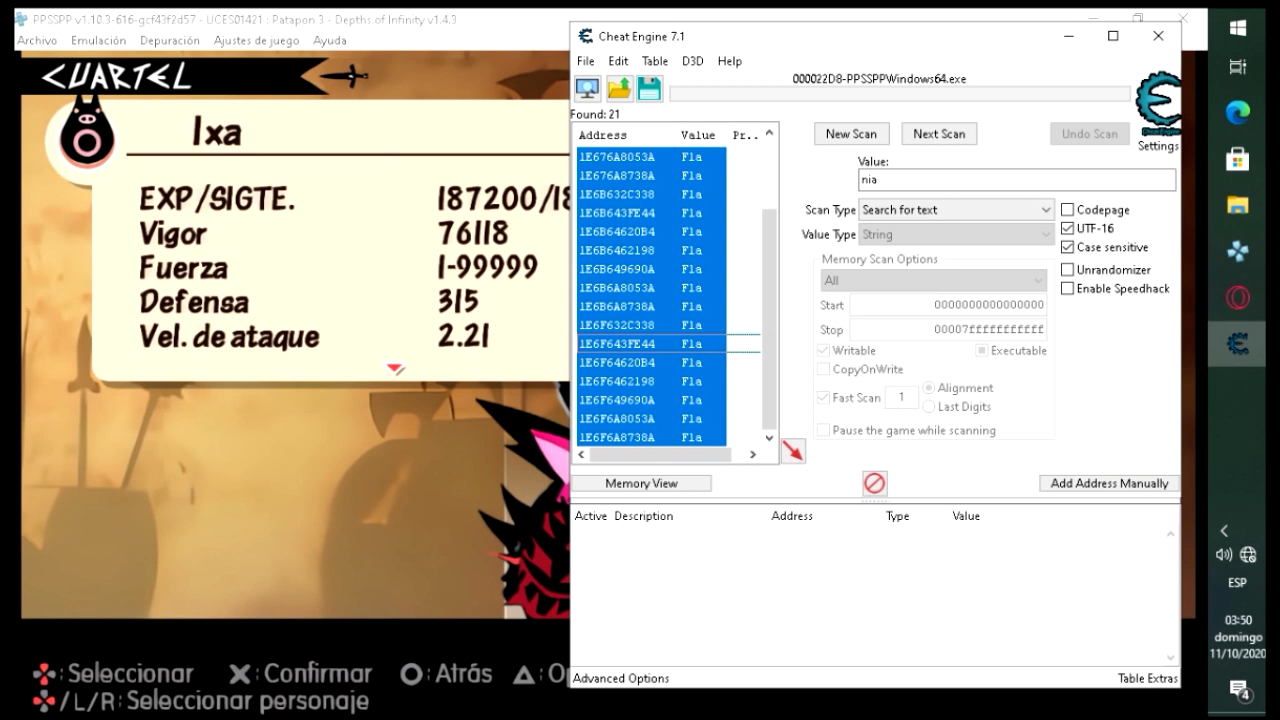 PPSSPP v1.10.3-616-gcf43f2d57 - UCES01421 : Patapon 3 - Depths of Infinity v1.4.3
Archivo Emulación Depuración Ajustes de juego Ayuda
CUARTEL
Ixa
EXP/SIGTE. 187200/18
Vigor 76118
Fuerza 1-99999
Defensa 315
Vel. de ataque 2.21
: Seleccionar X: Confirmar O: Atrás △: O
/L/R: Seleccionar personaje
Cheat Engine 7.1
File Edit Table D3D Help
000022D8-PPSSPPWindows64.exe
Found: 21
Address Value Pr..
1E676A8053A Fla
1E676A8738A Fla
1E6B632C338 Fla
1E6B643FE44 Fla
1E6B64620B4 Fla
1E6B6462198 Fla
1E6B649690A Fla
1E6B6A8053A Fla
1E6B6A8738A Fla
1E6F632C338 Fla
1E6F643FE44 Fla
1E6F64620B4 Fla
1E6F6462198 Fla
1E6F649690A Fla
1E6F6A8053A Fla
1E6F6A8738A Fla
New Scan Next Scan Undo Scan
Cheat Engine
Settings
Value:
nia
Scan Type Search for text
Value Type String
Codepage
UTF-16
Case sensitive
Unrandomizer
Enable Speedhack
Memory Scan Options
All
Start 0000000000000000
Stop 00007fffffffffff
Writable Executable
CopyOnWrite
Fast Scan 1 Alignment
Last Digits
Pause the game while scanning
Memory View Add Address Manually
Active Description Address Type Value
Advanced Options Table Extras
ESP
03:50
domingo
11/10/2020
4